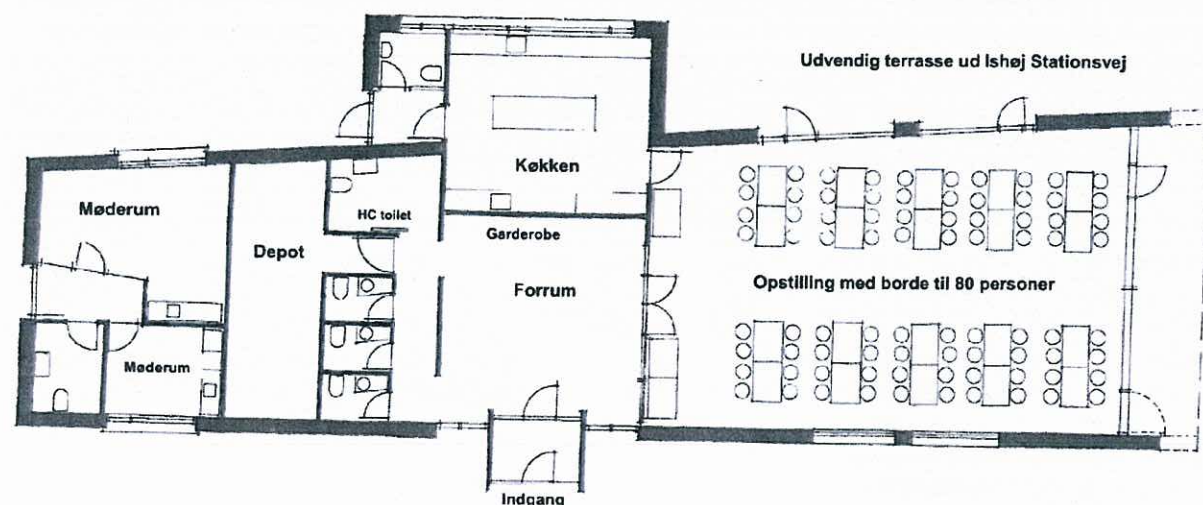 Udvendig terrasse ud Ishøj Stationsvej
Køkken
Møderum
HC toilet
Garderobe
Depot
Forrum
Opstilling med borde til 80 personer
Møderum
Indgang